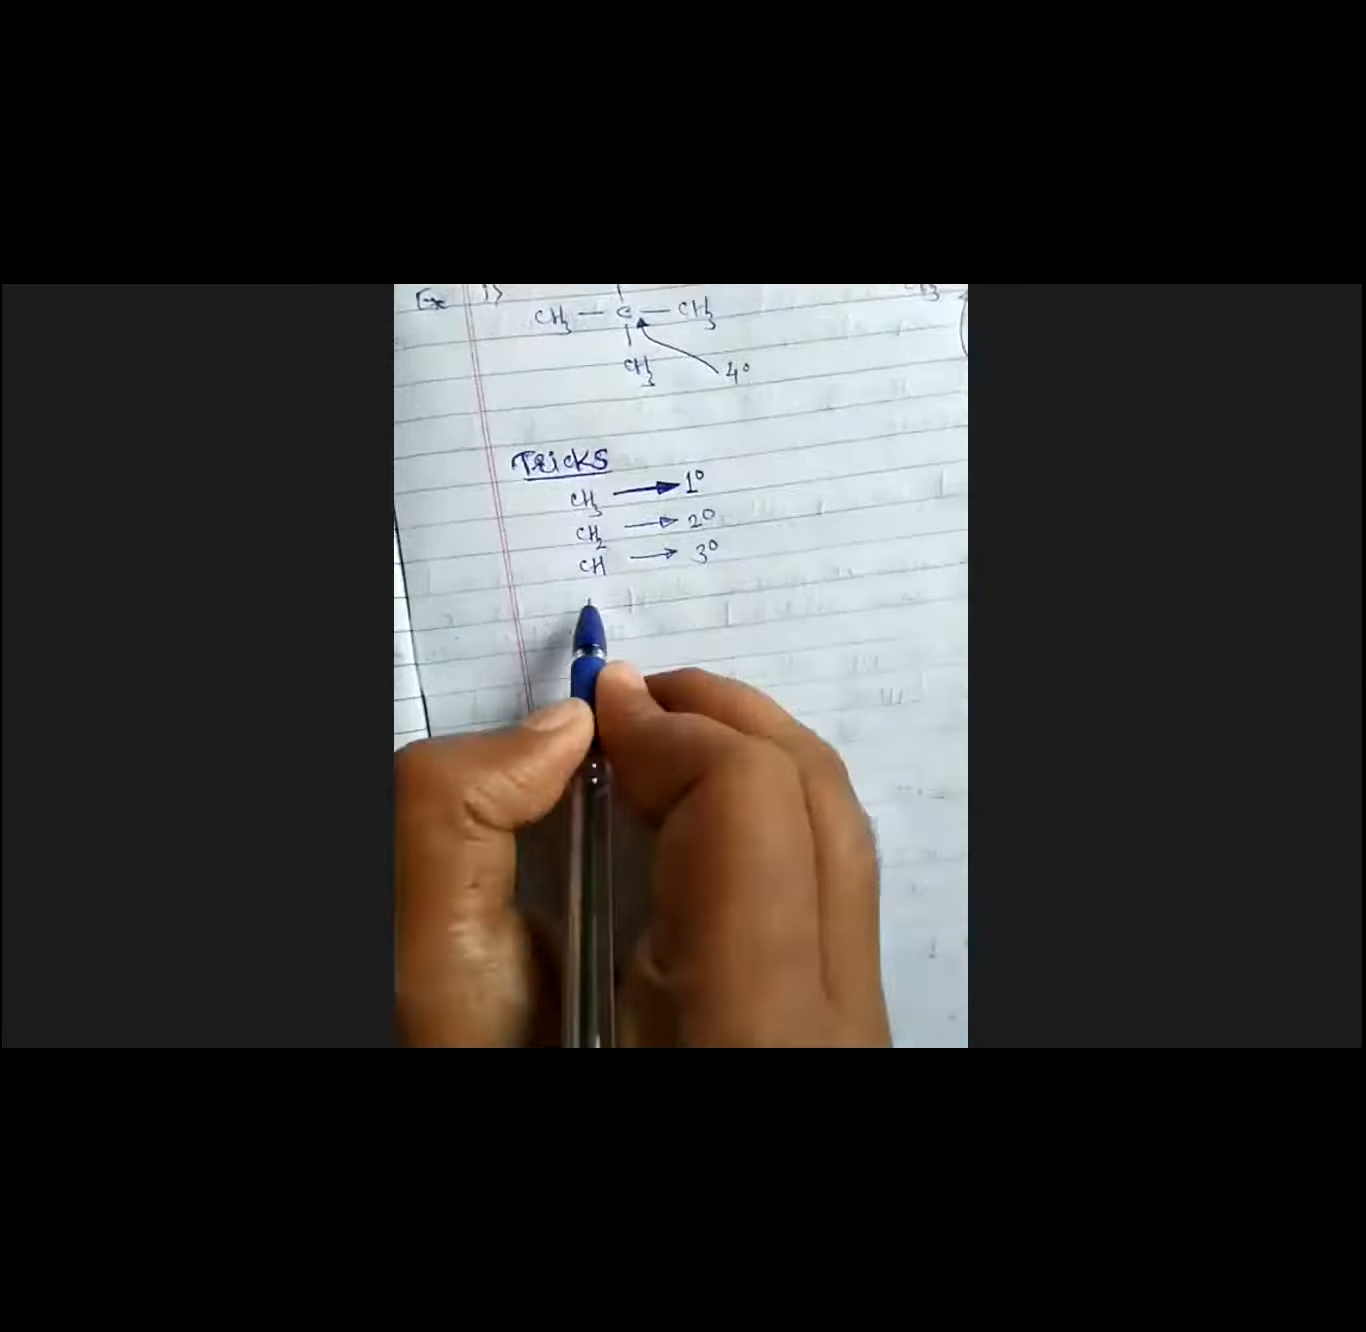 Ex 1)
CH3 — C — CH3
CH3
4°
Tricks
CH3 → 1°
CH2 → 2°
CH → 3°